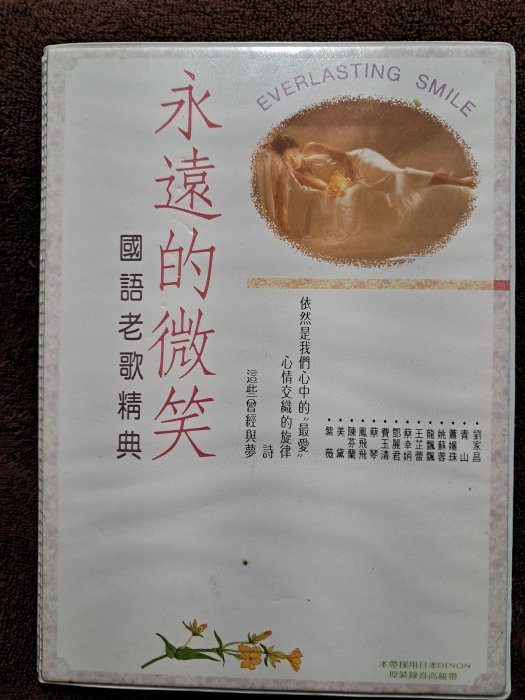 EVERLASTING SMILE
永遠的微笑
國語老歌精典
依然是我們心中的"最愛"
心情交織的旋律
詩
這些曾經與夢
•劉家昌
•青山
•蕭孋珠
•姚蘇蓉
•龍飄飄
•王芷蕾
•蔡幸娟
•鄧麗君
•費玉清
•蔡琴
•鳳飛飛
•陳芬蘭
•美黛
•紫薇
本帶採用日本DENON
原裝錄音高級帶